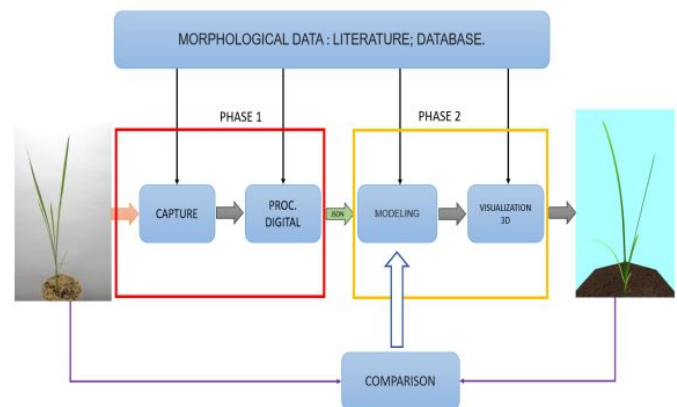 MORPHOLOGICAL DATA : LITERATURE; DATABASE.
PHASE 1
PHASE 2
CAPTURE
PROC.
DIGITAL
JSON
MODELING
VISUALIZATION
3D
COMPARISON